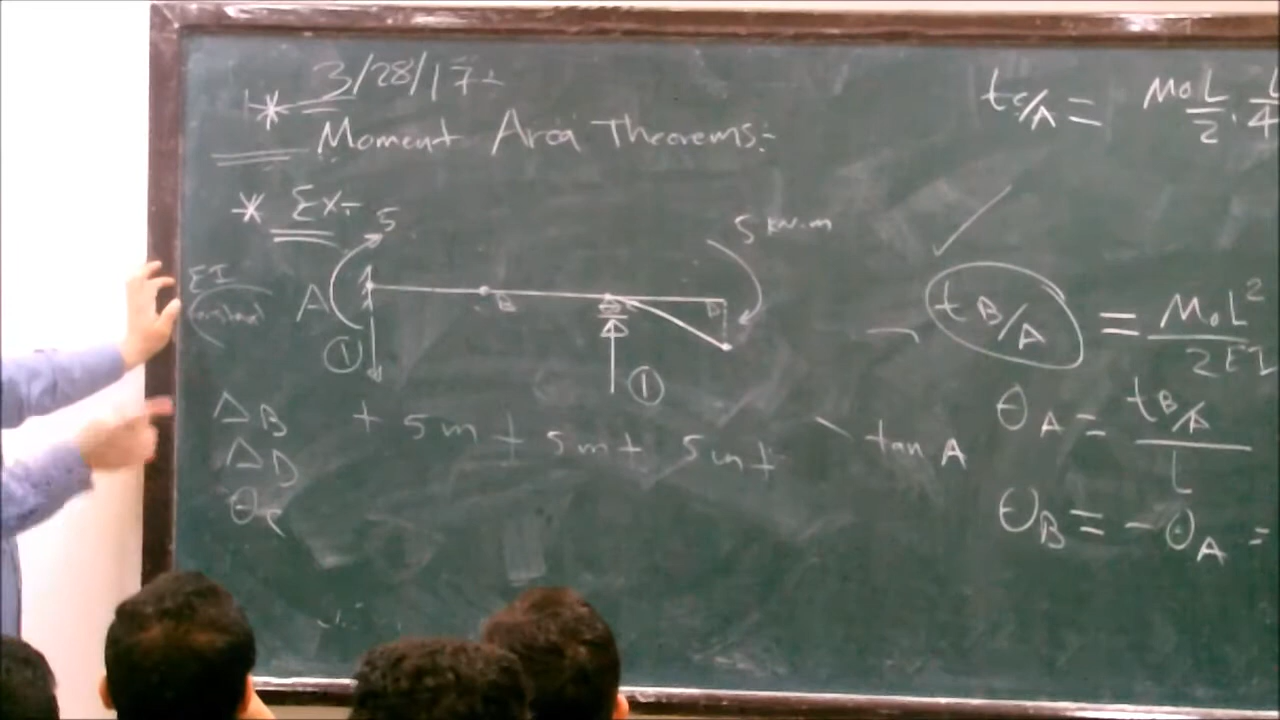 * 3/28/17
Moment Area Theorems:-
* Ex-
5
5 kN.m
EI
A
B
D
①
①
ΔB
ΔD
θC
5m 5m 5m
tan A
tC/A = MoL/2 . L/4
tB/A = MoL²/2EI
θA = tB/A / L
θB = -θA =